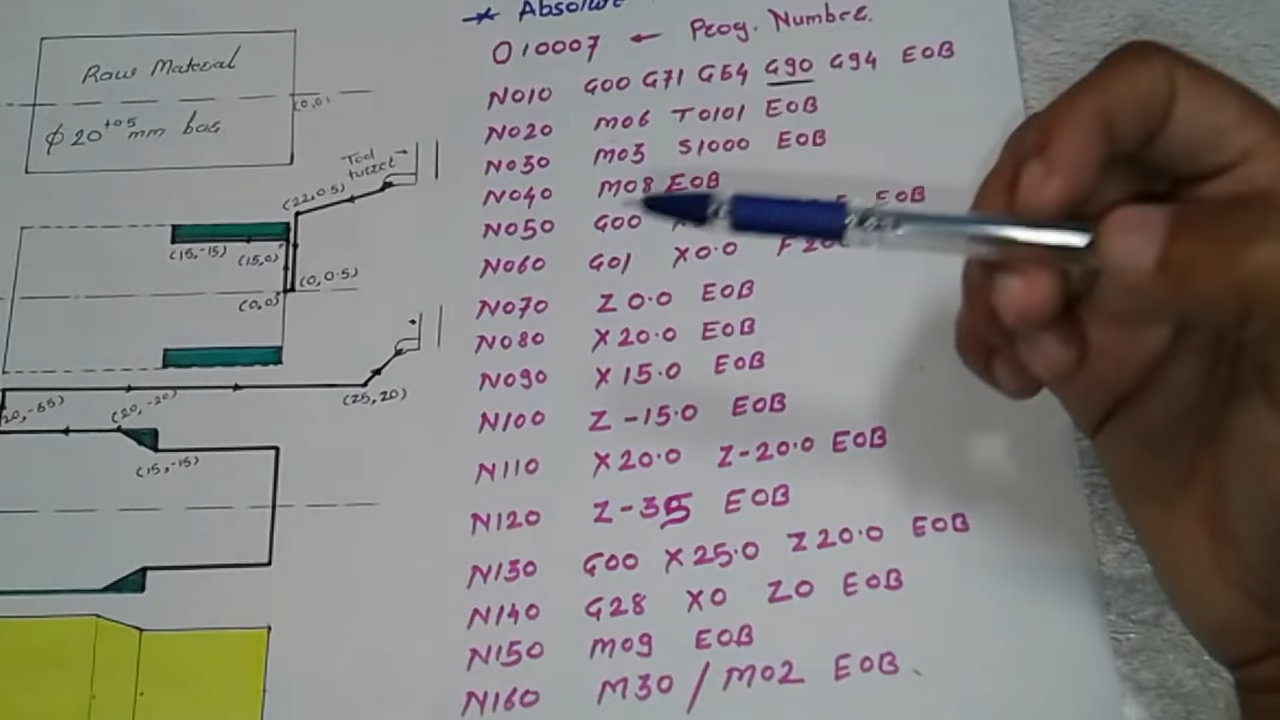 * Absolute
O10007 ← Prog. Number.
N010 G00 G71 G54 G90 G94 EOB
N020 M06 T0101 EOB
N030 M03 S1000 EOB
N040 M08 EOB
N050 G00 EOB
N060 G01 X0.0
N070 Z0.0 EOB
N080 X20.0 EOB
N090 X15.0 EOB
N100 Z-15.0 EOB
N110 X20.0 Z-20.0 EOB
N120 Z-35 EOB
N130 G00 X25.0 Z20.0 EOB
N140 G28 X0 Z0 EOB
N150 M09 EOB
N160 M30 / M02 EOB.
Raw Material
(0,0)
ϕ20⁺⁰⁵ mm bar
Tool turret
(22,0.5)
(15,-15) (15,0)
(0,0.5)
(0,0)
(20,-20)
(25,20)
(15,-15)